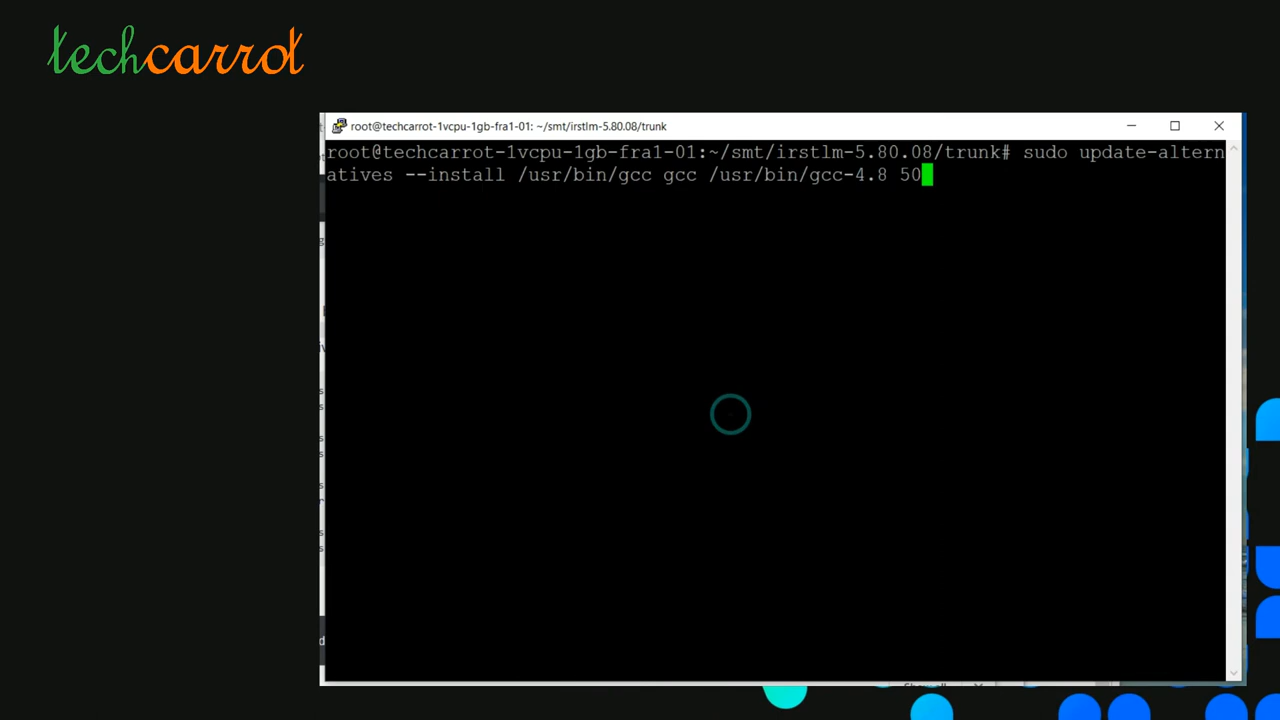 techcarrot
root@techcarrot-1vcpu-1gb-fra1-01: ~/smt/irstlm-5.80.08/trunk
root@techcarrot-1vcpu-1gb-fra1-01:~/smt/irstlm-5.80.08/trunk# sudo update-altern
atives --install /usr/bin/gcc gcc /usr/bin/gcc-4.8 50